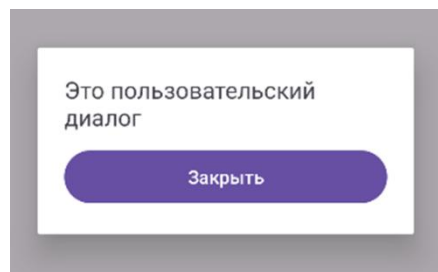 Это пользовательский
диалог
Закрыть